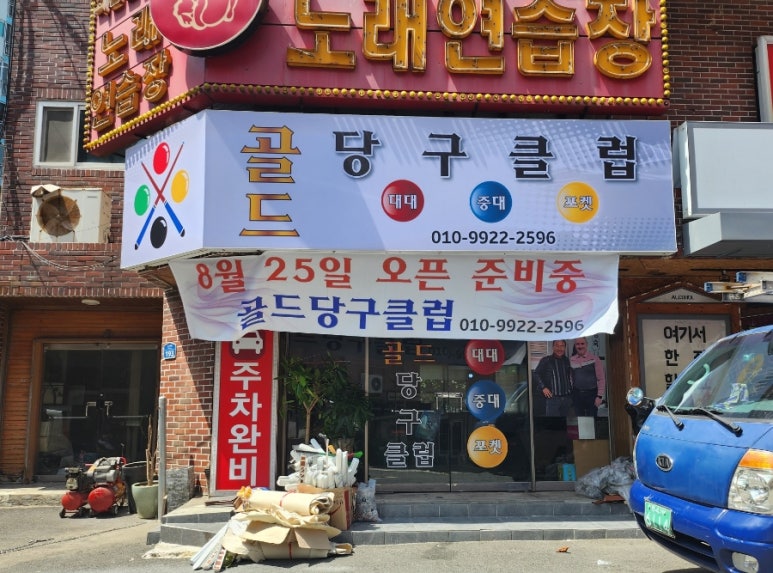 노래연습장
노래
연습장
골드 당구클럽
대대 중대 포켓
010-9922-2596
8월 25일 오픈 준비중
골드당구클럽 010-9922-2596
주차완비
골드
당구
클럽
대대
중대
포켓
여기서
한
KIA